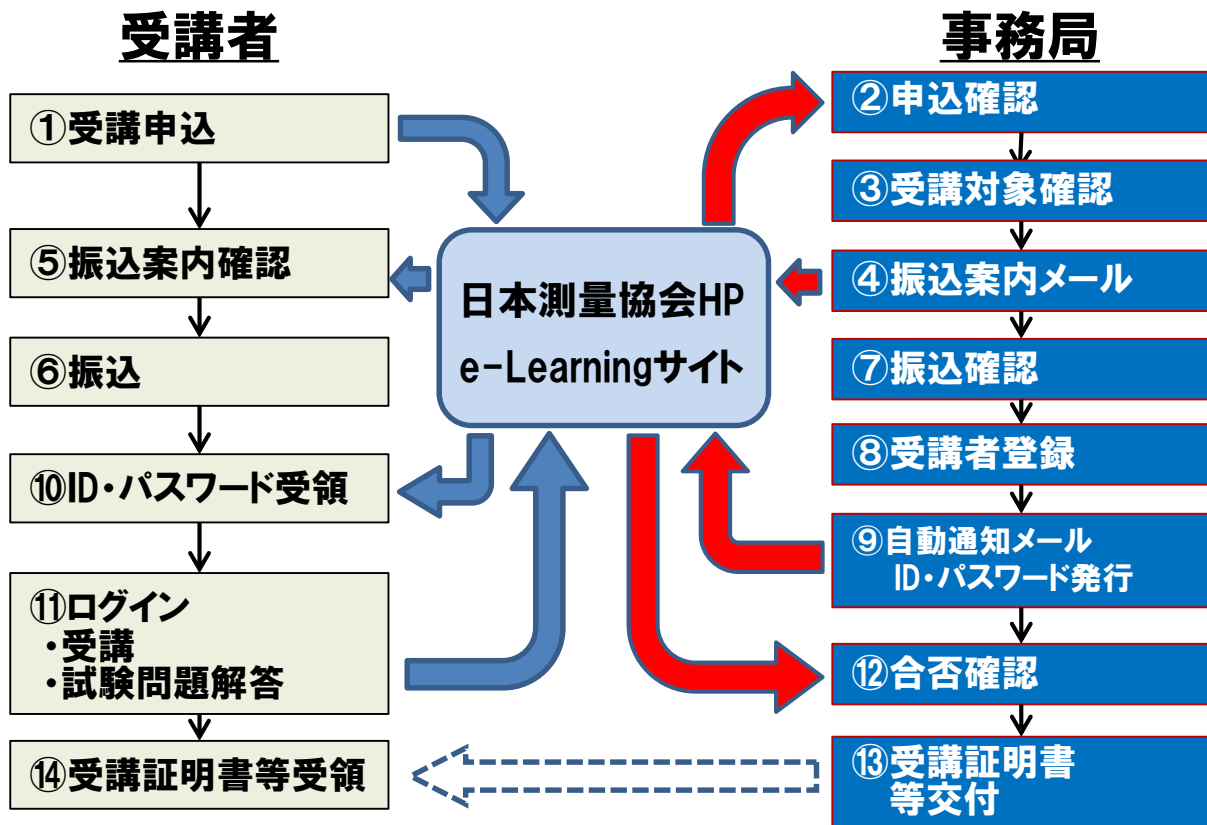 受講者
①受講申込
⑤振込案内確認
⑥振込
⑩ID・パスワード受領
⑪ログイン
・受講
・試験問題解答
⑭受講証明書等受領
日本測量協会HP
e-Learningサイト
事務局
②申込確認
③受講対象確認
④振込案内メール
⑦振込確認
⑧受講者登録
⑨自動通知メール
ID・パスワード発行
⑫合否確認
⑬受講証明書
等交付